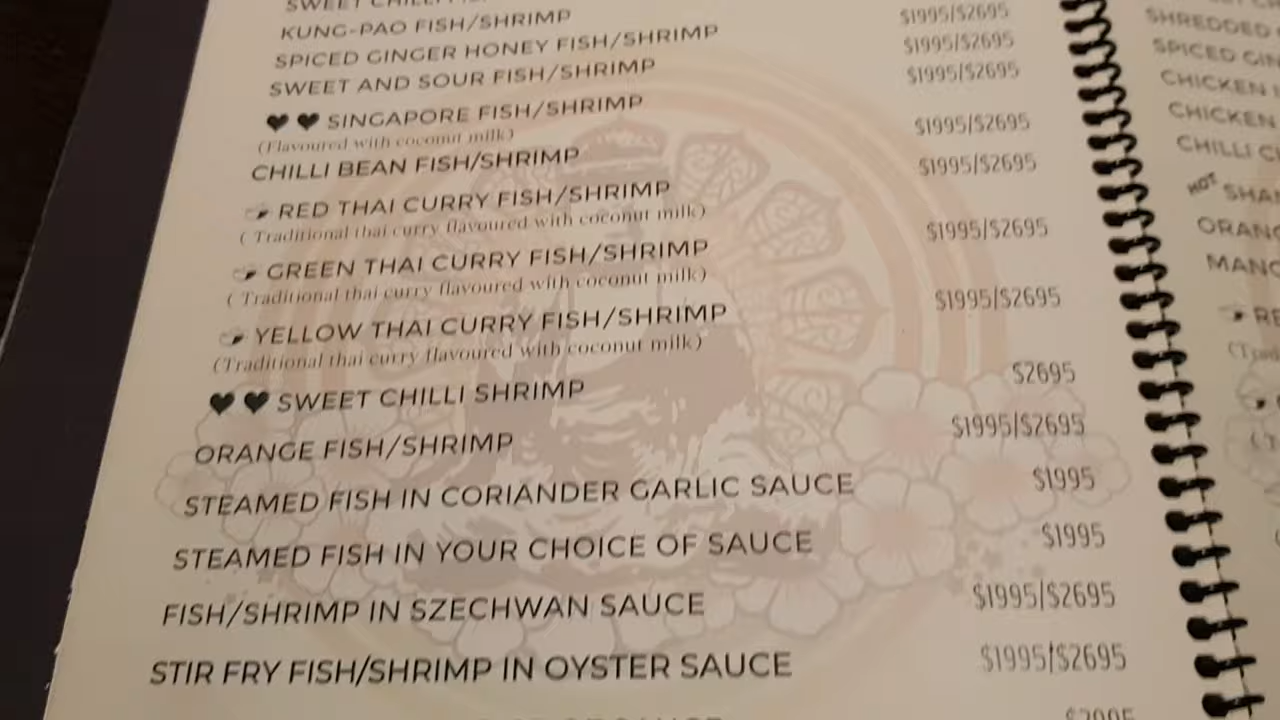 SWEET CHILLI
KUNG-PAO FISH/SHRIMP $1995/$2695
SPICED GINGER HONEY FISH/SHRIMP $1995/$2695
SWEET AND SOUR FISH/SHRIMP $1995/$2695
♥ ♥ SINGAPORE FISH/SHRIMP $1995/$2695
(Flavoured with coconut milk)
CHILLI BEAN FISH/SHRIMP $1995/$2695
RED THAI CURRY FISH/SHRIMP $1995/$2695
( Traditional thai curry flavoured with coconut milk)
GREEN THAI CURRY FISH/SHRIMP $1995/$2695
( Traditional thai curry flavoured with coconut milk)
YELLOW THAI CURRY FISH/SHRIMP
(Traditional thai curry flavoured with coconut milk)
♥ ♥ SWEET CHILLI SHRIMP $2695
ORANGE FISH/SHRIMP $1995/$2695
STEAMED FISH IN CORIANDER GARLIC SAUCE $1995
STEAMED FISH IN YOUR CHOICE OF SAUCE $1995
FISH/SHRIMP IN SZECHWAN SAUCE $1995/$2695
STIR FRY FISH/SHRIMP IN OYSTER SAUCE $1995/$2695
SHREDDED
SPICED GIN
CHICKEN
CHICKEN
CHILLI C
HOT SHA
ORANG
MANG
RE
(Trad